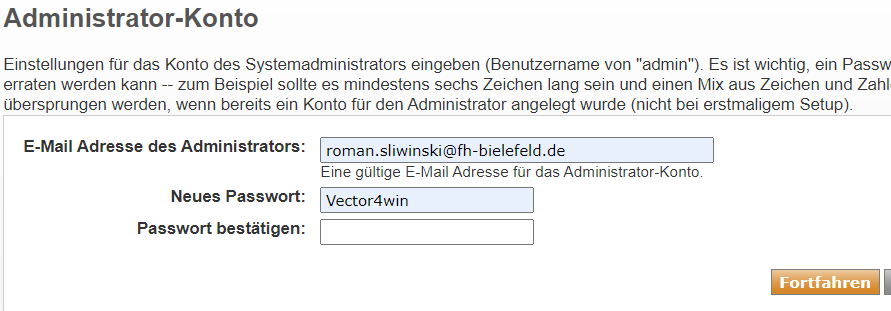 Administrator-Konto
Einstellungen für das Konto des Systemadministrators eingeben (Benutzername von "admin"). Es ist wichtig, ein Passw
erraten werden kann -- zum Beispiel sollte es mindestens sechs Zeichen lang sein und einen Mix aus Zeichen und Zahl
übersprungen werden, wenn bereits ein Konto für den Administrator angelegt wurde (nicht bei erstmaligem Setup).
E-Mail Adresse des Administrators: roman.sliwinski@fh-bielefeld.de
Eine gültige E-Mail Adresse für das Administrator-Konto.
Neues Passwort: Vector4win
Passwort bestätigen:
Fortfahren